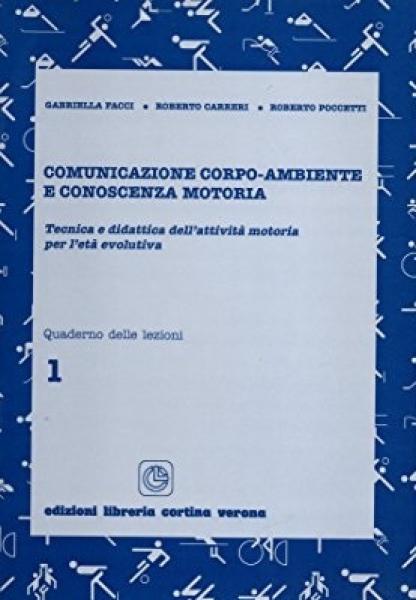 GABRIELLA FACCI • ROBERTO CARRERI • ROBERTO POCCETTI
COMUNICAZIONE CORPO-AMBIENTE
E CONOSCENZA MOTORIA
Tecnica e didattica dell'attività motoria
per l'età evolutiva
Quaderno delle lezioni
1
edizioni libreria cortina verona